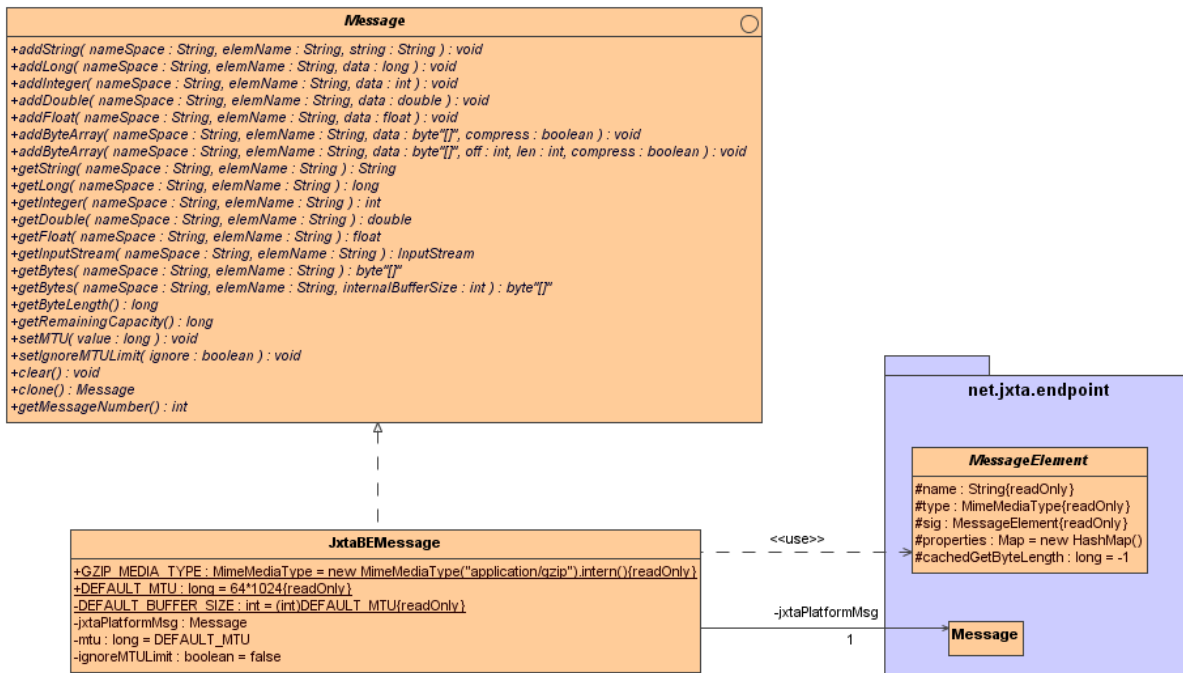 Message
+addString( nameSpace : String, elemName : String, string : String ) : void
+addLong( nameSpace : String, elemName : String, data : long ) : void
+addInteger( nameSpace : String, elemName : String, data : int ) : void
+addDouble( nameSpace : String, elemName : String, data : double ) : void
+addFloat( nameSpace : String, elemName : String, data : float ) : void
+addByteArray( nameSpace : String, elemName : String, data : byte"[]", compress : boolean ) : void
+addByteArray( nameSpace : String, elemName : String, data : byte"[]", off : int, len : int, compress : boolean ) : void
+getString( nameSpace : String, elemName : String ) : String
+getLong( nameSpace : String, elemName : String ) : long
+getInteger( nameSpace : String, elemName : String ) : int
+getDouble( nameSpace : String, elemName : String ) : double
+getFloat( nameSpace : String, elemName : String ) : float
+getInputStream( nameSpace : String, elemName : String ) : InputStream
+getBytes( nameSpace : String, elemName : String ) : byte"[]"
+getBytes( nameSpace : String, elemName : String, internalBufferSize : int ) : byte"[]"
+getByteLength() : long
+getRemainingCapacity() : long
+setMTU( value : long ) : void
+setIgnoreMTULimit( ignore : boolean ) : void
+clear() : void
+clone() : Message
+getMessageNumber() : int
net.jxta.endpoint
MessageElement
#name : String{readOnly}
#type : MimeMediaType{readOnly}
#sig : MessageElement{readOnly}
#properties : Map = new HashMap()
#cachedGetByteLength : long = -1
JxtaBEMessage
+GZIP_MEDIA_TYPE : MimeMediaType = new MimeMediaType("application/gzip").intern(){readOnly}
+DEFAULT_MTU : long = 64*1024{readOnly}
-DEFAULT_BUFFER_SIZE : int = (int)DEFAULT_MTU{readOnly}
-jxtaPlatformMsg : Message
-mtu : long = DEFAULT_MTU
-ignoreMTULimit : boolean = false
<<use>>
-jxtaPlatformMsg
1
Message